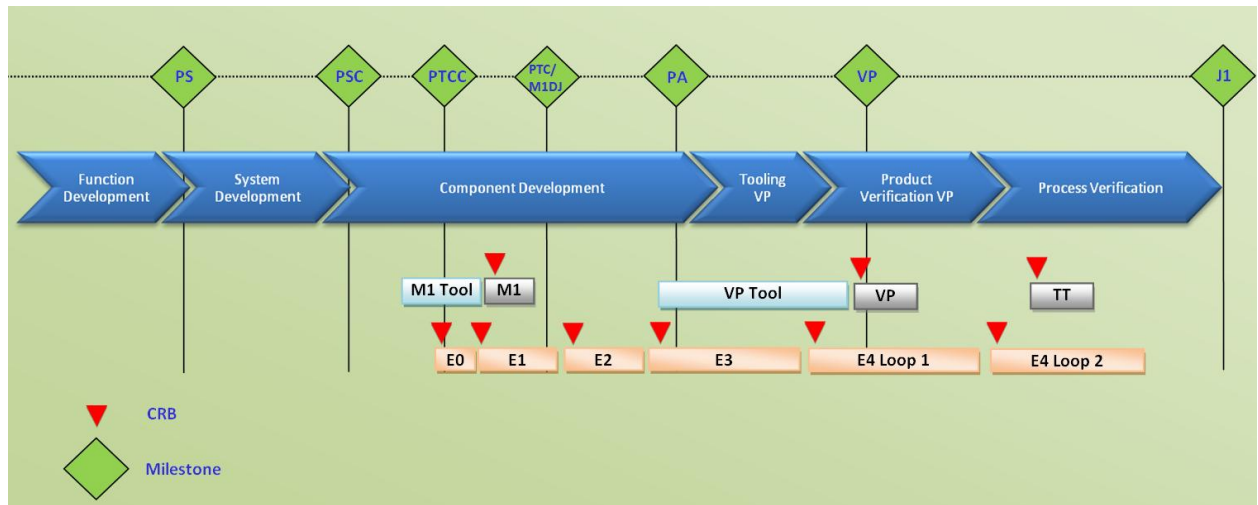 PS
PSC
PTCC
PTC/
M1DJ
PA
VP
J1
Function
Development
System
Development
Component Development
Tooling
VP
Product
Verification VP
Process Verification
M1 Tool
M1
VP Tool
VP
TT
E0
E1
E2
E3
E4 Loop 1
E4 Loop 2
CRB
Milestone